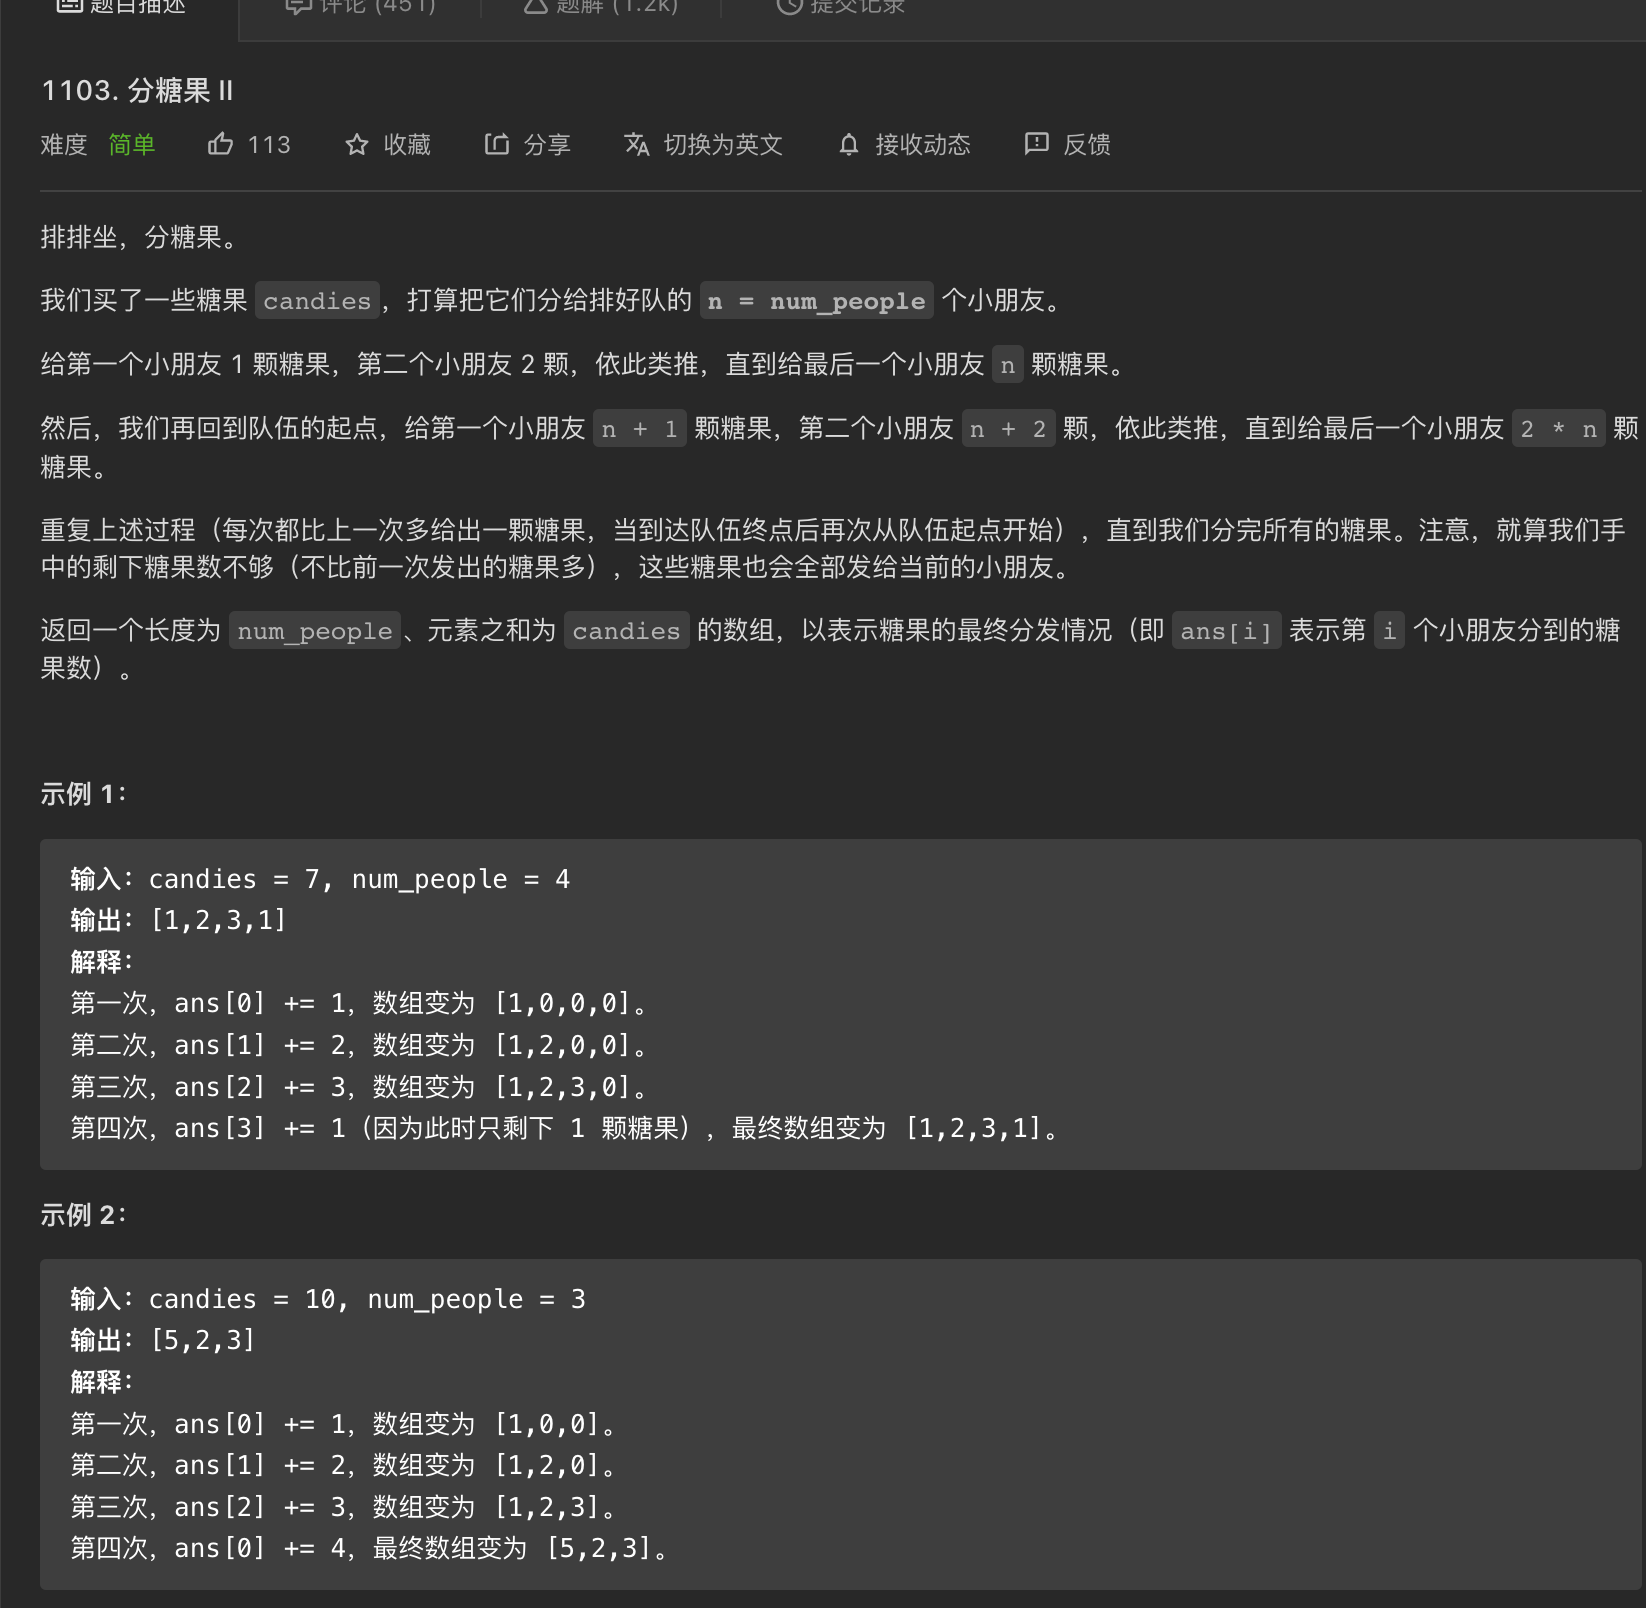 题目描述 评论 (451) 题解 (1.2k) 提交记录
1103. 分糖果 II
难度 简单 113 收藏 分享 切换为英文 接收动态 反馈
排排坐，分糖果。
我们买了一些糖果 candies，打算把它们分给排好队的 n = num_people 个小朋友。
给第一个小朋友 1 颗糖果，第二个小朋友 2 颗，依此类推，直到给最后一个小朋友 n 颗糖果。
然后，我们再回到队伍的起点，给第一个小朋友 n + 1 颗糖果，第二个小朋友 n + 2 颗，依此类推，直到给最后一个小朋友 2 * n 颗
糖果。
重复上述过程（每次都比上一次多给出一颗糖果，当到达队伍终点后再次从队伍起点开始），直到我们分完所有的糖果。注意，就算我们手
中的剩下糖果数不够（不比前一次发出的糖果多），这些糖果也会全部发给当前的小朋友。
返回一个长度为 num_people、元素之和为 candies 的数组，以表示糖果的最终分发情况（即 ans[i] 表示第 i 个小朋友分到的糖
果数）。
示例 1：
输入：candies = 7, num_people = 4
输出：[1,2,3,1]
解释：
第一次，ans[0] += 1，数组变为 [1,0,0,0]。
第二次，ans[1] += 2，数组变为 [1,2,0,0]。
第三次，ans[2] += 3，数组变为 [1,2,3,0]。
第四次，ans[3] += 1（因为此时只剩下 1 颗糖果），最终数组变为 [1,2,3,1]。
示例 2：
输入：candies = 10, num_people = 3
输出：[5,2,3]
解释：
第一次，ans[0] += 1，数组变为 [1,0,0]。
第二次，ans[1] += 2，数组变为 [1,2,0]。
第三次，ans[2] += 3，数组变为 [1,2,3]。
第四次，ans[0] += 4，最终数组变为 [5,2,3]。